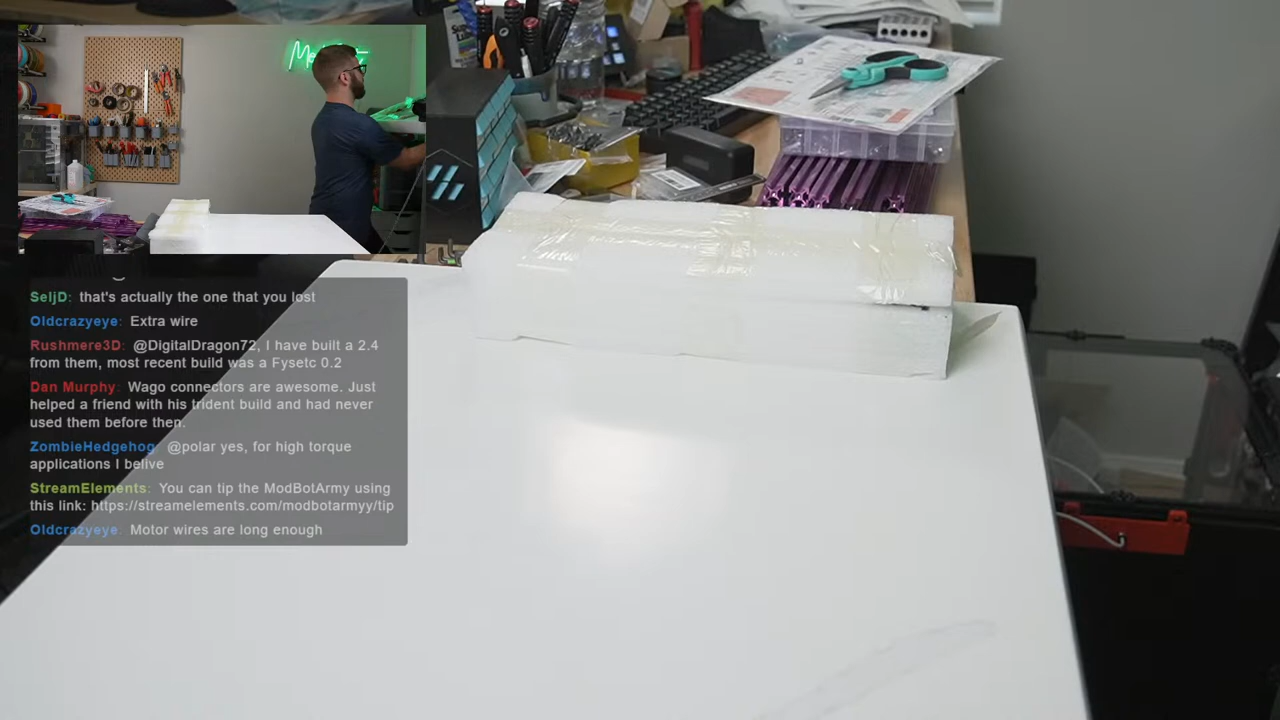 SeljD: that's actually the one that you lost
Oldcrazyeye: Extra wire
Rushmere3D: @DigitalDragon72, I have built a 2.4
from them, most recent build was a Fysetc 0.2
Dan Murphy: Wago connectors are awesome. Just
helped a friend with his trident build and had never
used them before then.
ZombieHedgehog: @polar yes, for high torque
applications I belive
StreamElements: You can tip the ModBotArmy using
this link: https://streamelements.com/modbotarmyy/tip
Oldcrazyeye: Motor wires are long enough